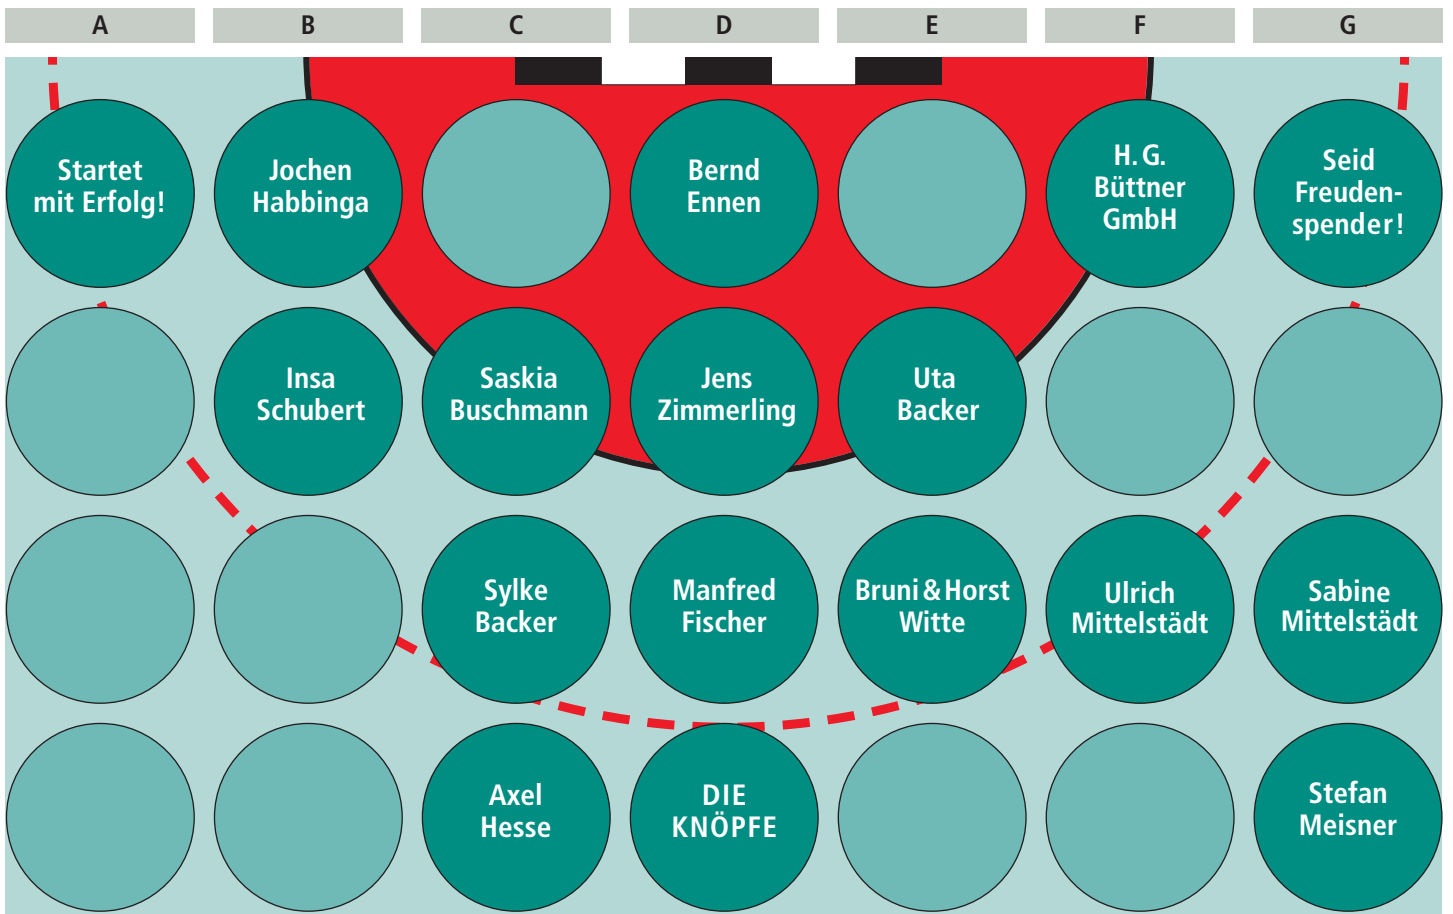 A
B
C
D
E
F
G
Startet
mit Erfolg!
Jochen
Habbinga
Bernd
Ennen
H. G.
Büttner
GmbH
Seid
Freuden-
spender!
Insa
Schubert
Saskia
Buschmann
Jens
Zimmerling
Uta
Backer
Sylke
Backer
Manfred
Fischer
Bruni & Horst
Witte
Ulrich
Mittelstädt
Sabine
Mittelstädt
Axel
Hesse
DIE
KNÖPFE
Stefan
Meisner